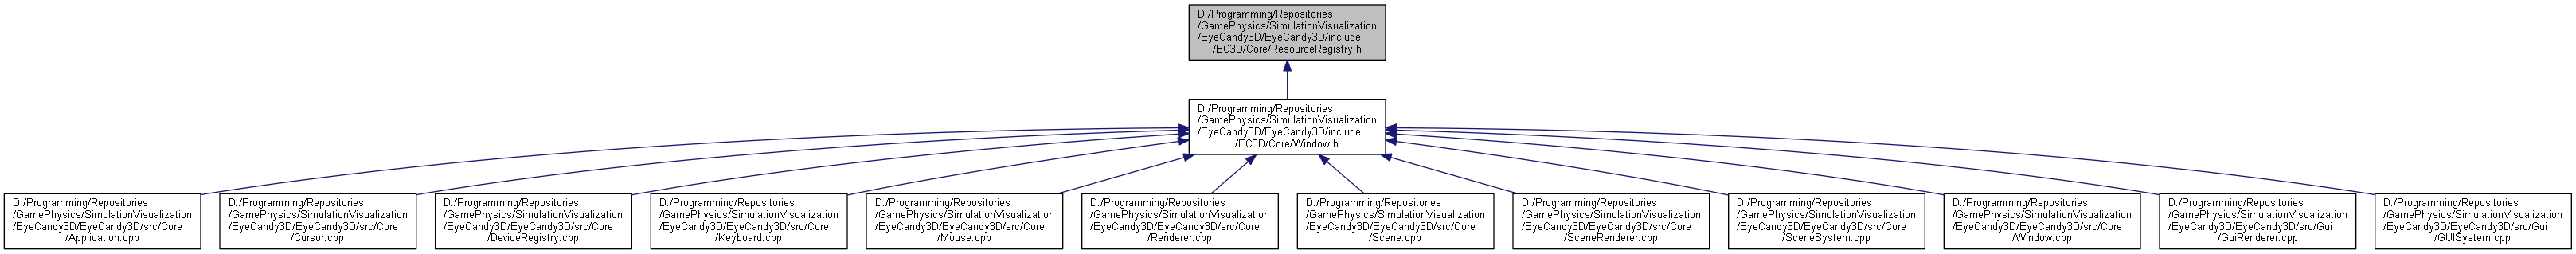 D:/Programming/Repositories
/GamePhysics/SimulationVisualization
/EyeCandy3D/EyeCandy3D/include
/EC3D/Core/ResourceRegistry.h
D:/Programming/Repositories
/GamePhysics/SimulationVisualization
/EyeCandy3D/EyeCandy3D/include
/EC3D/Core/Window.h
D:/Programming/Repositories
/GamePhysics/SimulationVisualization
/EyeCandy3D/EyeCandy3D/src/Core
/Application.cpp
D:/Programming/Repositories
/GamePhysics/SimulationVisualization
/EyeCandy3D/EyeCandy3D/src/Core
/Cursor.cpp
D:/Programming/Repositories
/GamePhysics/SimulationVisualization
/EyeCandy3D/EyeCandy3D/src/Core
/DeviceRegistry.cpp
D:/Programming/Repositories
/GamePhysics/SimulationVisualization
/EyeCandy3D/EyeCandy3D/src/Core
/Keyboard.cpp
D:/Programming/Repositories
/GamePhysics/SimulationVisualization
/EyeCandy3D/EyeCandy3D/src/Core
/Mouse.cpp
D:/Programming/Repositories
/GamePhysics/SimulationVisualization
/EyeCandy3D/EyeCandy3D/src/Core
/Renderer.cpp
D:/Programming/Repositories
/GamePhysics/SimulationVisualization
/EyeCandy3D/EyeCandy3D/src/Core
/Scene.cpp
D:/Programming/Repositories
/GamePhysics/SimulationVisualization
/EyeCandy3D/EyeCandy3D/src/Core
/SceneRenderer.cpp
D:/Programming/Repositories
/GamePhysics/SimulationVisualization
/EyeCandy3D/EyeCandy3D/src/Core
/SceneSystem.cpp
D:/Programming/Repositories
/GamePhysics/SimulationVisualization
/EyeCandy3D/EyeCandy3D/src/Core
/Window.cpp
D:/Programming/Repositories
/GamePhysics/SimulationVisualization
/EyeCandy3D/EyeCandy3D/src/Gui
/GuiRenderer.cpp
D:/Programming/Repositories
/GamePhysics/SimulationVisualization
/EyeCandy3D/EyeCandy3D/src/Gui
/GUISystem.cpp